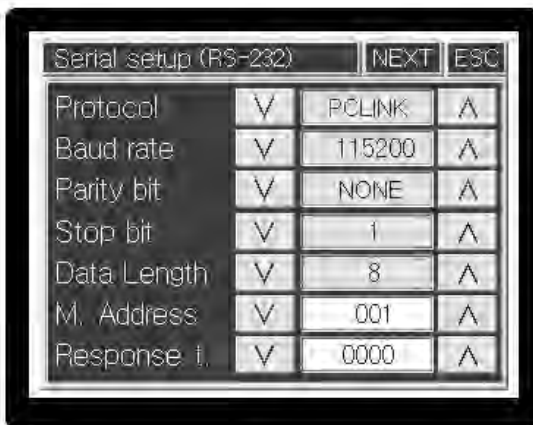 Serial setup (RS-232) NEXT ESC
Protocol V PCLINK Λ
Baud rate V 115200 Λ
Parity bit V NONE Λ
Stop bit V 1 Λ
Data Length V 8 Λ
M. Address V 001 Λ
Response t. V 0000 Λ